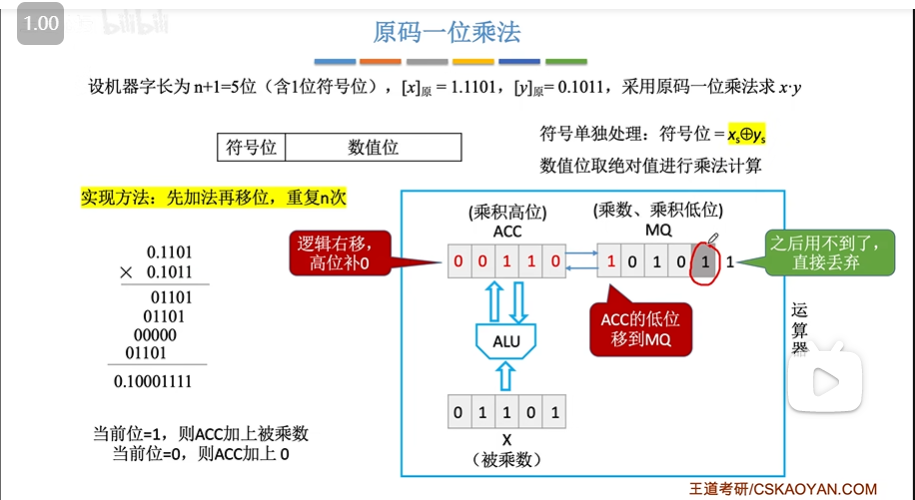 1.00
bilibili
原码一位乘法
设机器字长为 n+1=5位（含1位符号位），[x]原 = 1.1101，[y]原= 0.1011，采用原码一位乘法求 x·y
符号位 数值位
符号单独处理：符号位 = xs⊕ys
数值位取绝对值进行乘法计算
实现方法：先加法再移位，重复n次
0.1101
× 0.1011
01101
01101
00000
01101
0.10001111
当前位=1，则ACC加上被乘数
当前位=0，则ACC加上 0
逻辑右移，
高位补0
(乘积高位)
ACC
0 0 1 1 0
(乘数、乘积低位)
MQ
1 0 1 0 1 1
之后用不到了，
直接丢弃
ACC的低位
移到MQ
ALU
0 1 1 0 1
X
（被乘数）
运
算
器
王道考研/CSKAOYAN.COM